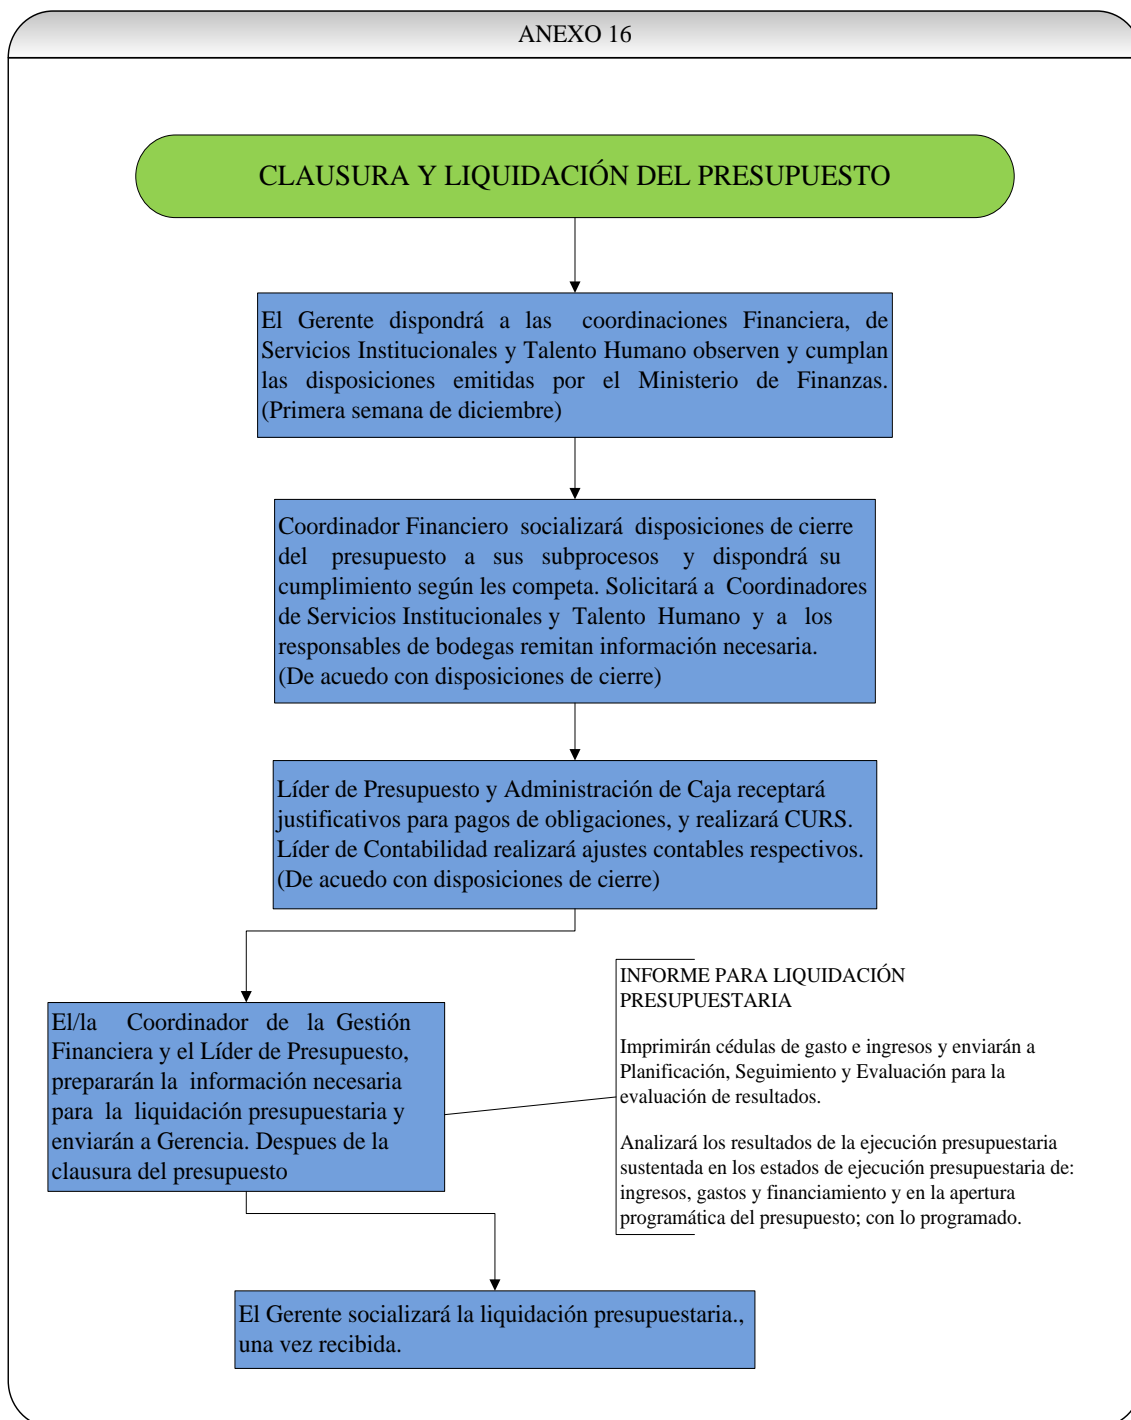 ANEXO 16
CLAUSURA Y LIQUIDACIÓN DEL PRESUPUESTO
El Gerente dispondrá a las coordinaciones Financiera, de
Servicios Institucionales y Talento Humano observen y cumplan
las disposiciones emitidas por el Ministerio de Finanzas.
(Primera semana de diciembre)
Coordinador Financiero socializará disposiciones de cierre
del presupuesto a sus subprocesos y dispondrá su
cumplimiento según les competa. Solicitará a Coordinadores
de Servicios Institucionales y Talento Humano y a los
responsables de bodegas remitan información necesaria.
(De acuedo con disposiciones de cierre)
Líder de Presupuesto y Administración de Caja receptará
justificativos para pagos de obligaciones, y realizará CURS.
Líder de Contabilidad realizará ajustes contables respectivos.
(De acuerdo con disposiciones de cierre)
El/la Coordinador de la Gestión
Financiera y el Líder de Presupuesto,
prepararán la información necesaria
para la liquidación presupuestaria y
enviarán a Gerencia. Despues de la
clausura del presupuesto
INFORME PARA LIQUIDACIÓN
PRESUPUESTARIA
Imprimirán cédulas de gasto e ingresos y enviarán a
Planificación, Seguimiento y Evaluación para la
evaluación de resultados.
Analizará los resultados de la ejecución presupuestaria
sustentada en los estados de ejecución presupuestaria de:
ingresos, gastos y financiamiento y en la apertura
programática del presupuesto; con lo programado.
El Gerente socializará la liquidación presupuestaria.,
una vez recibida.